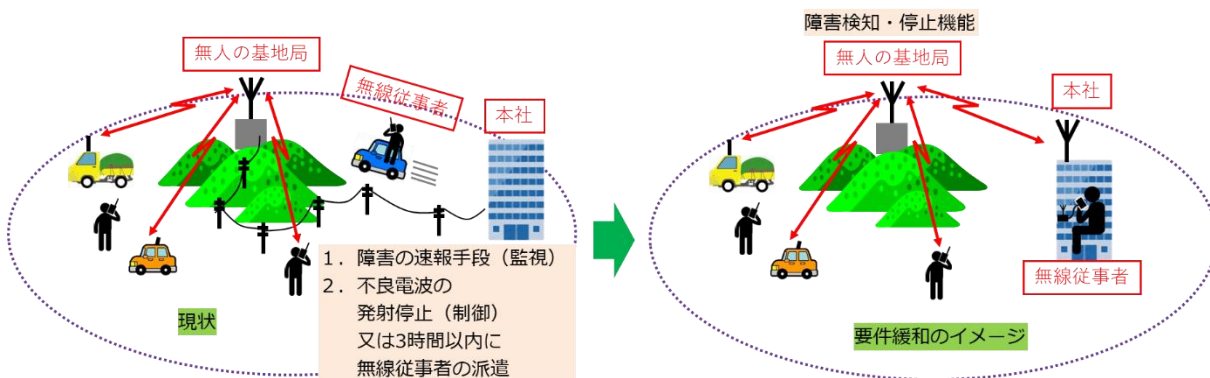 無人の基地局
無線従事者
本社
1．障害の速報手段（監視）
2．不良電波の
発射停止（制御）
又は3時間以内に
無線従事者の派遣
現状
障害検知・停止機能
無人の基地局
本社
無線従事者
要件緩和のイメージ